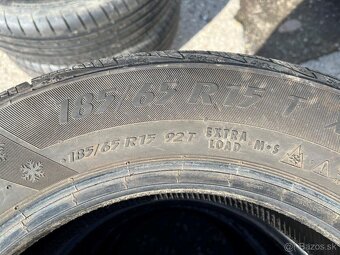 185/65 R15 T
185/65 R15 92T EXTRA LOAD M+S
Bazos.sk